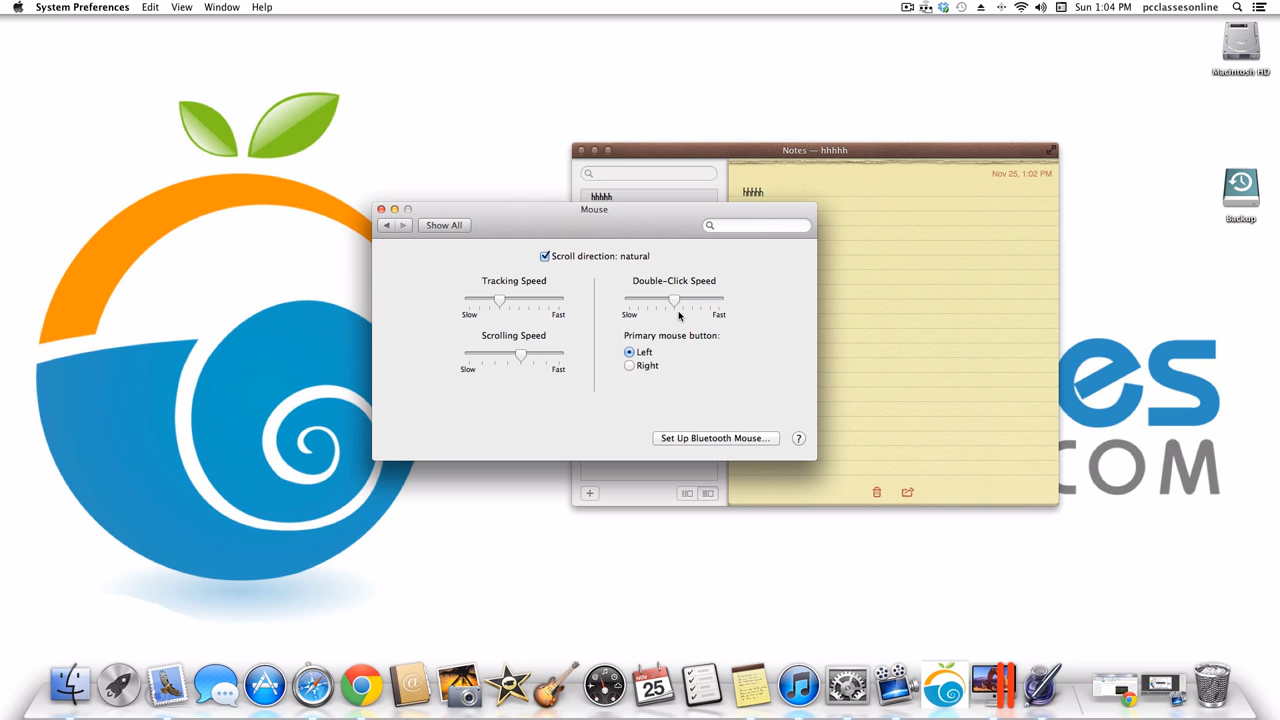 System Preferences Edit View Window Help
Sun 1:04 PM pcclassesonline
Macintosh HD
Notes — hhhhh
Nov 25, 1:02 PM
hhhhh
hhhhh
Backup
Mouse
Show All
Scroll direction: natural
Tracking Speed
Slow Fast
Scrolling Speed
Slow Fast
Double-Click Speed
Slow Fast
Primary mouse button:
Left
Right
Set Up Bluetooth Mouse...
?
+
es
COM
NOV
25